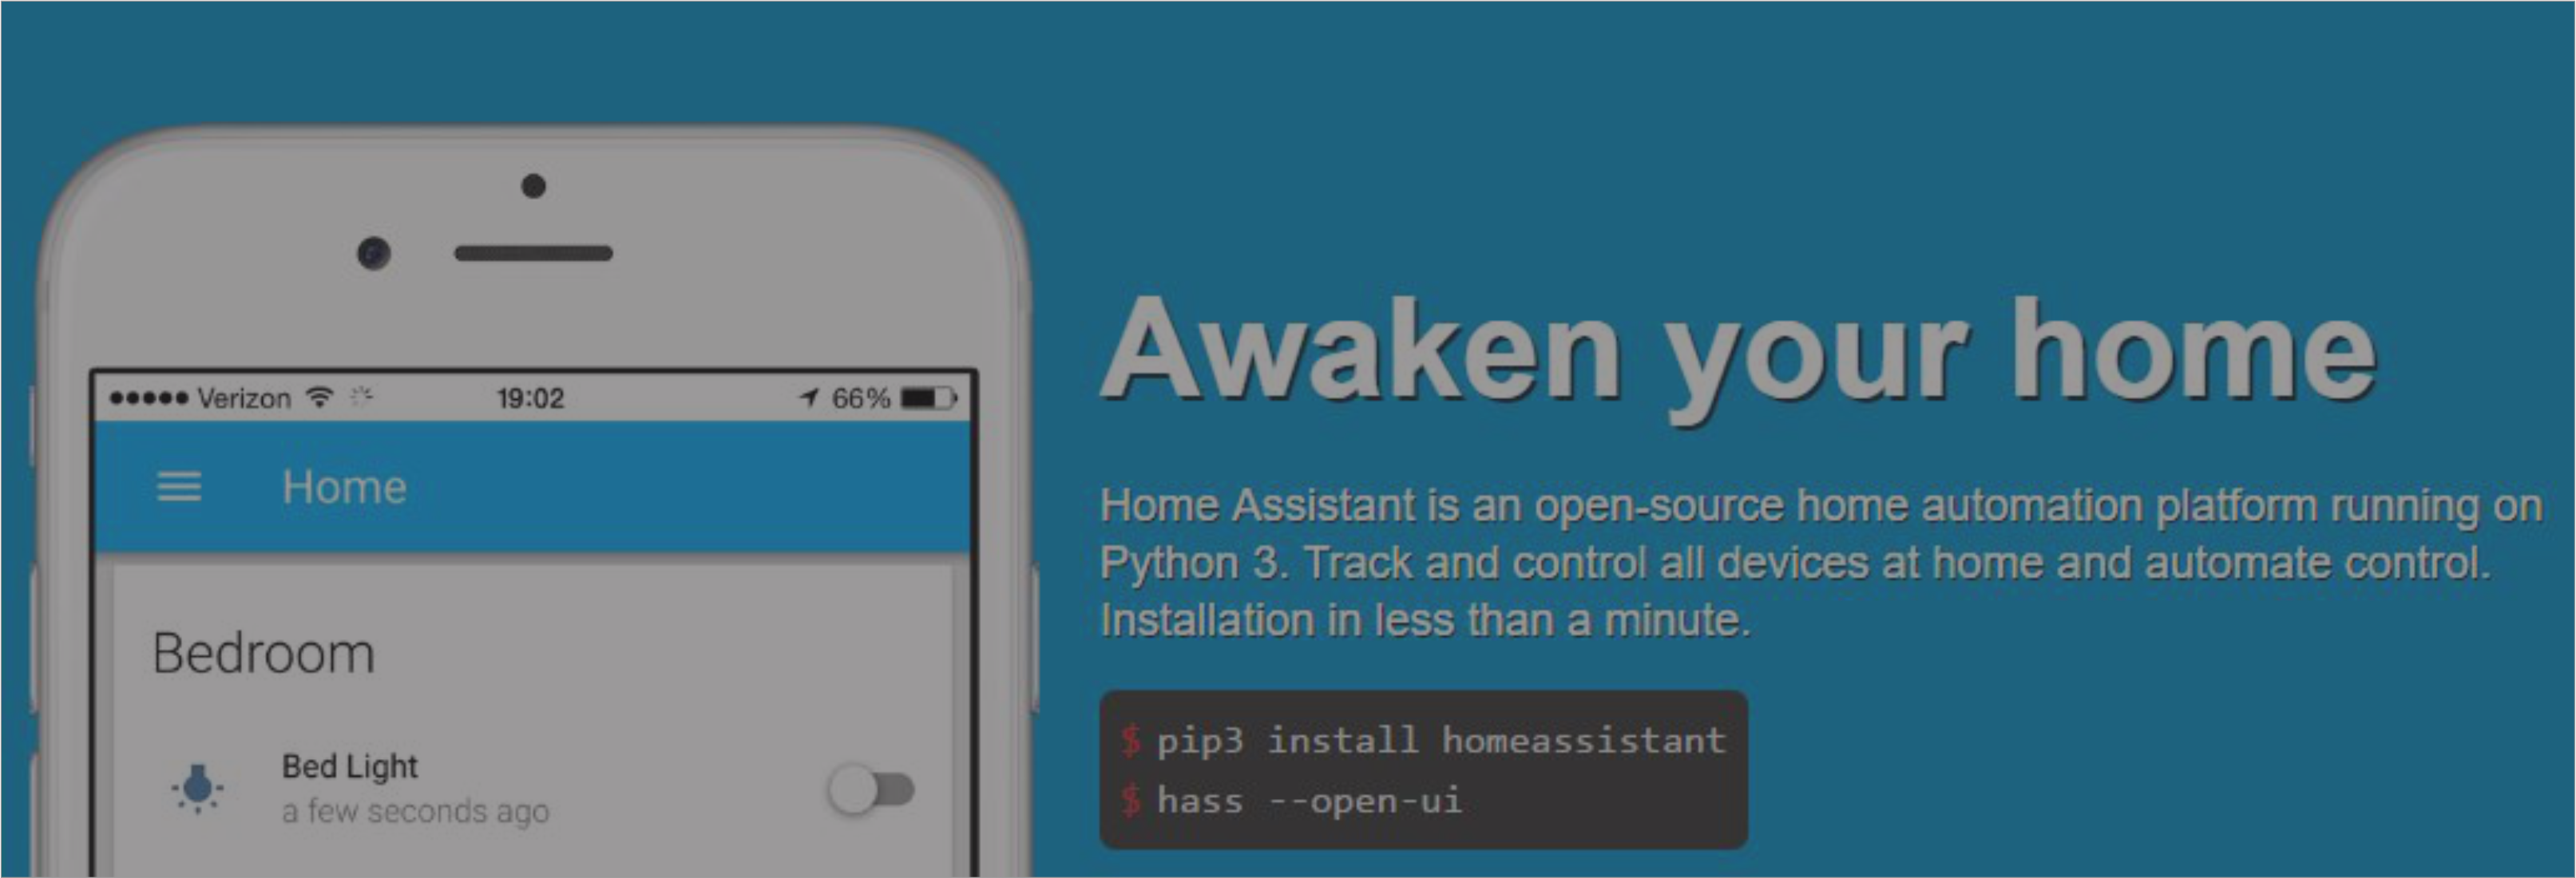 Verizon 19:02 66%
Home
Bedroom
Bed Light
a few seconds ago
Awaken your home
Home Assistant is an open-source home automation platform running on
Python 3. Track and control all devices at home and automate control.
Installation in less than a minute.
$ pip3 install homeassistant
$ hass --open-ui